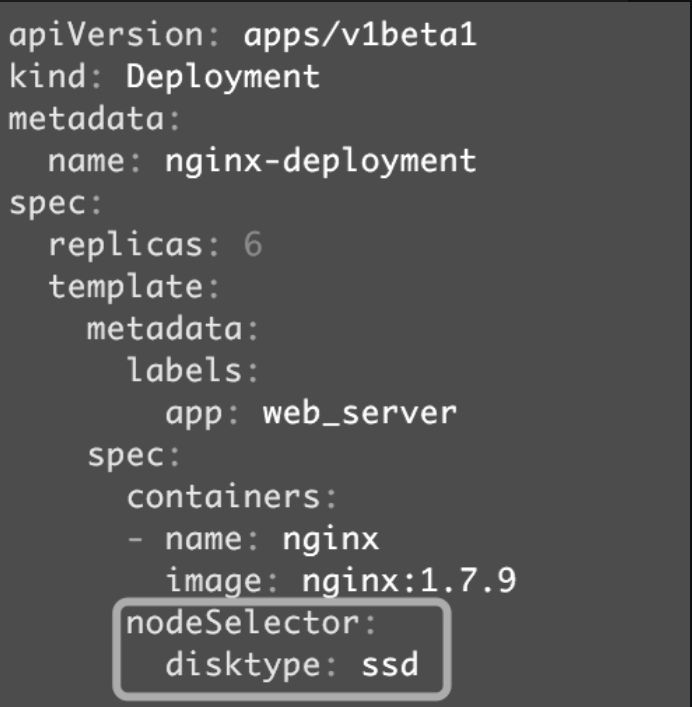 apiVersion: apps/v1beta1
kind: Deployment
metadata:
  name: nginx-deployment
spec:
  replicas: 6
  template:
    metadata:
      labels:
        app: web_server
    spec:
      containers:
      - name: nginx
        image: nginx:1.7.9
      nodeSelector:
        disktype: ssd